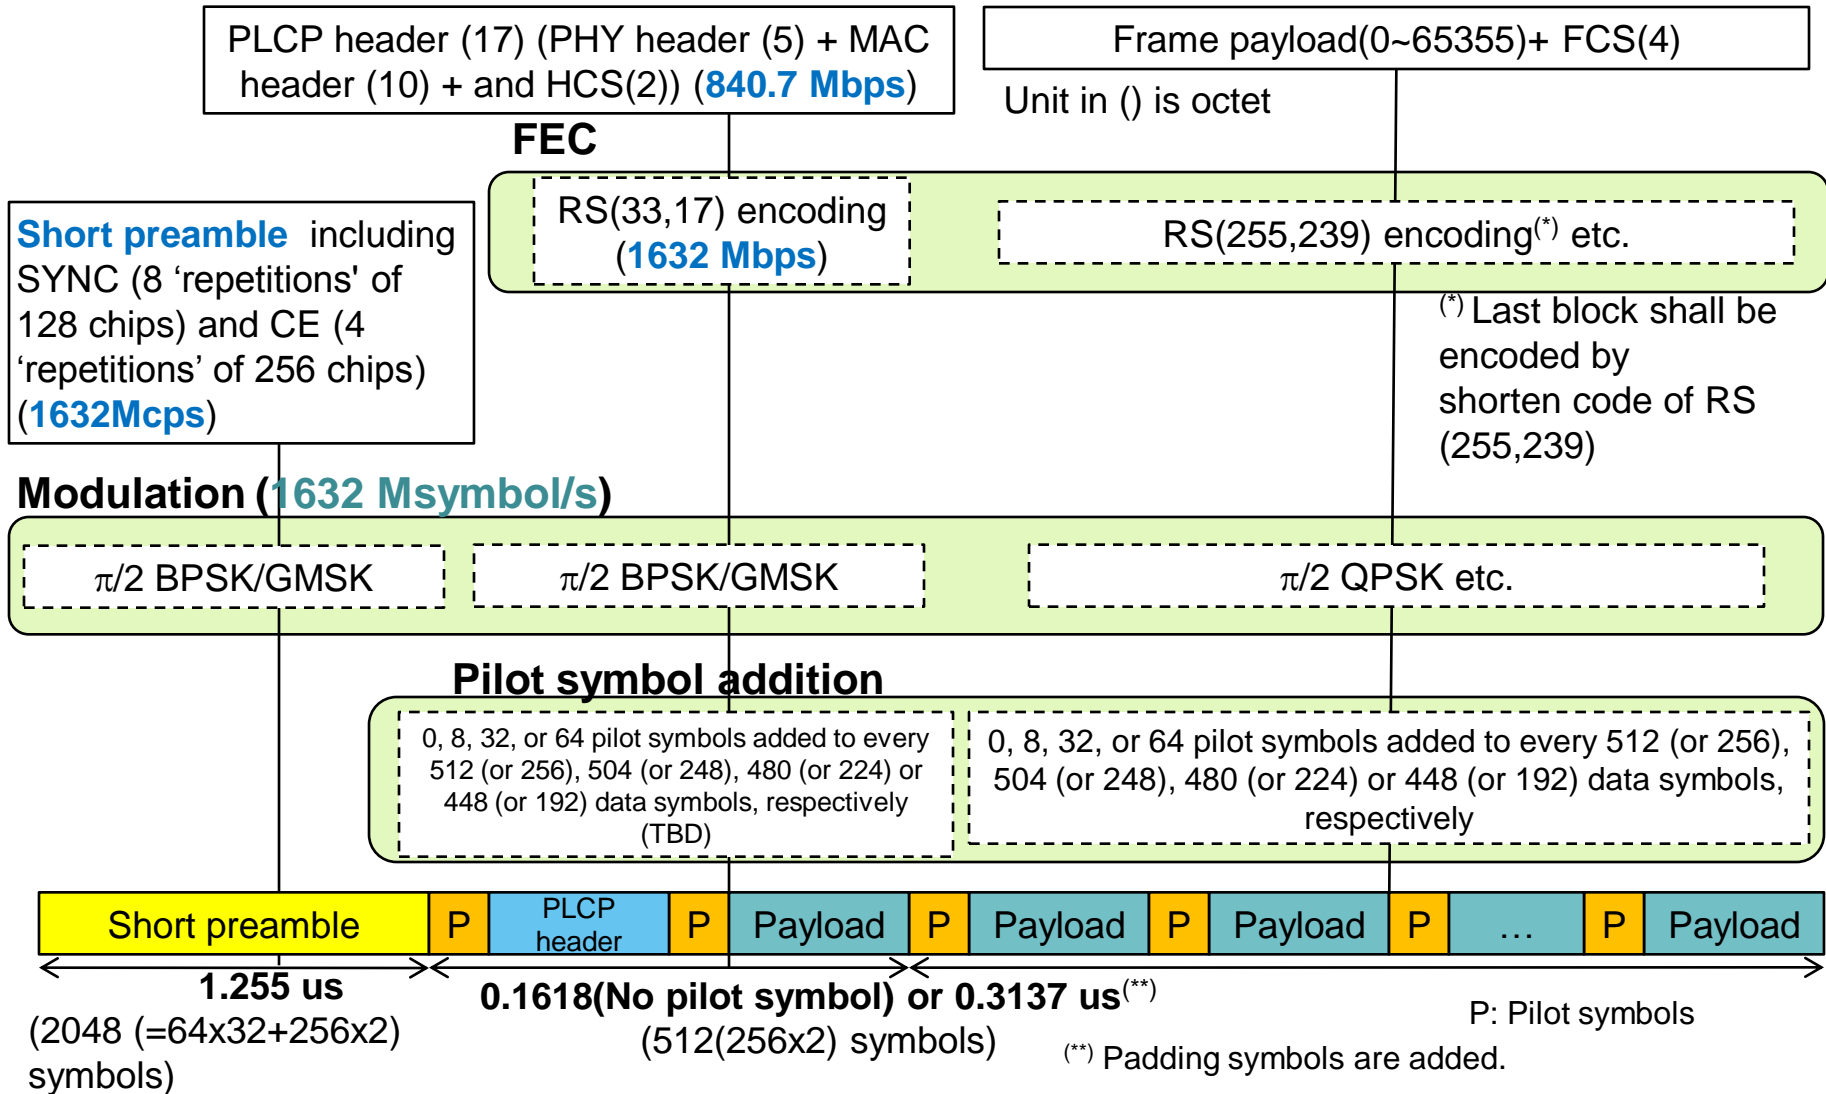 PLCP header (17) (PHY header (5) + MAC
header (10) + and HCS(2)) (840.7 Mbps)
Frame payload(0~65355)+ FCS(4)
Unit in () is octet
FEC
RS(33,17) encoding
(1632 Mbps)
RS(255,239) encoding(*) etc.
Short preamble including
SYNC (8 ‘repetitions' of
128 chips) and CE (4
‘repetitions’ of 256 chips)
(1632Mcps)
(*) Last block shall be
encoded by
shorten code of RS
(255,239)
Modulation (1632 Msymbol/s)
π/2 BPSK/GMSK
π/2 BPSK/GMSK
π/2 QPSK etc.
Pilot symbol addition
0, 8, 32, or 64 pilot symbols added to every
512 (or 256), 504 (or 248), 480 (or 224) or
448 (or 192) data symbols, respectively
(TBD)
0, 8, 32, or 64 pilot symbols added to every 512 (or 256),
504 (or 248), 480 (or 224) or 448 (or 192) data symbols,
respectively
Short preamble P PLCP header P Payload P Payload P Payload P … P Payload
1.255 us
(2048 (=64x32+256x2)
symbols)
0.1618(No pilot symbol) or 0.3137 us(**)
(512(256x2) symbols)
P: Pilot symbols
(**) Padding symbols are added.